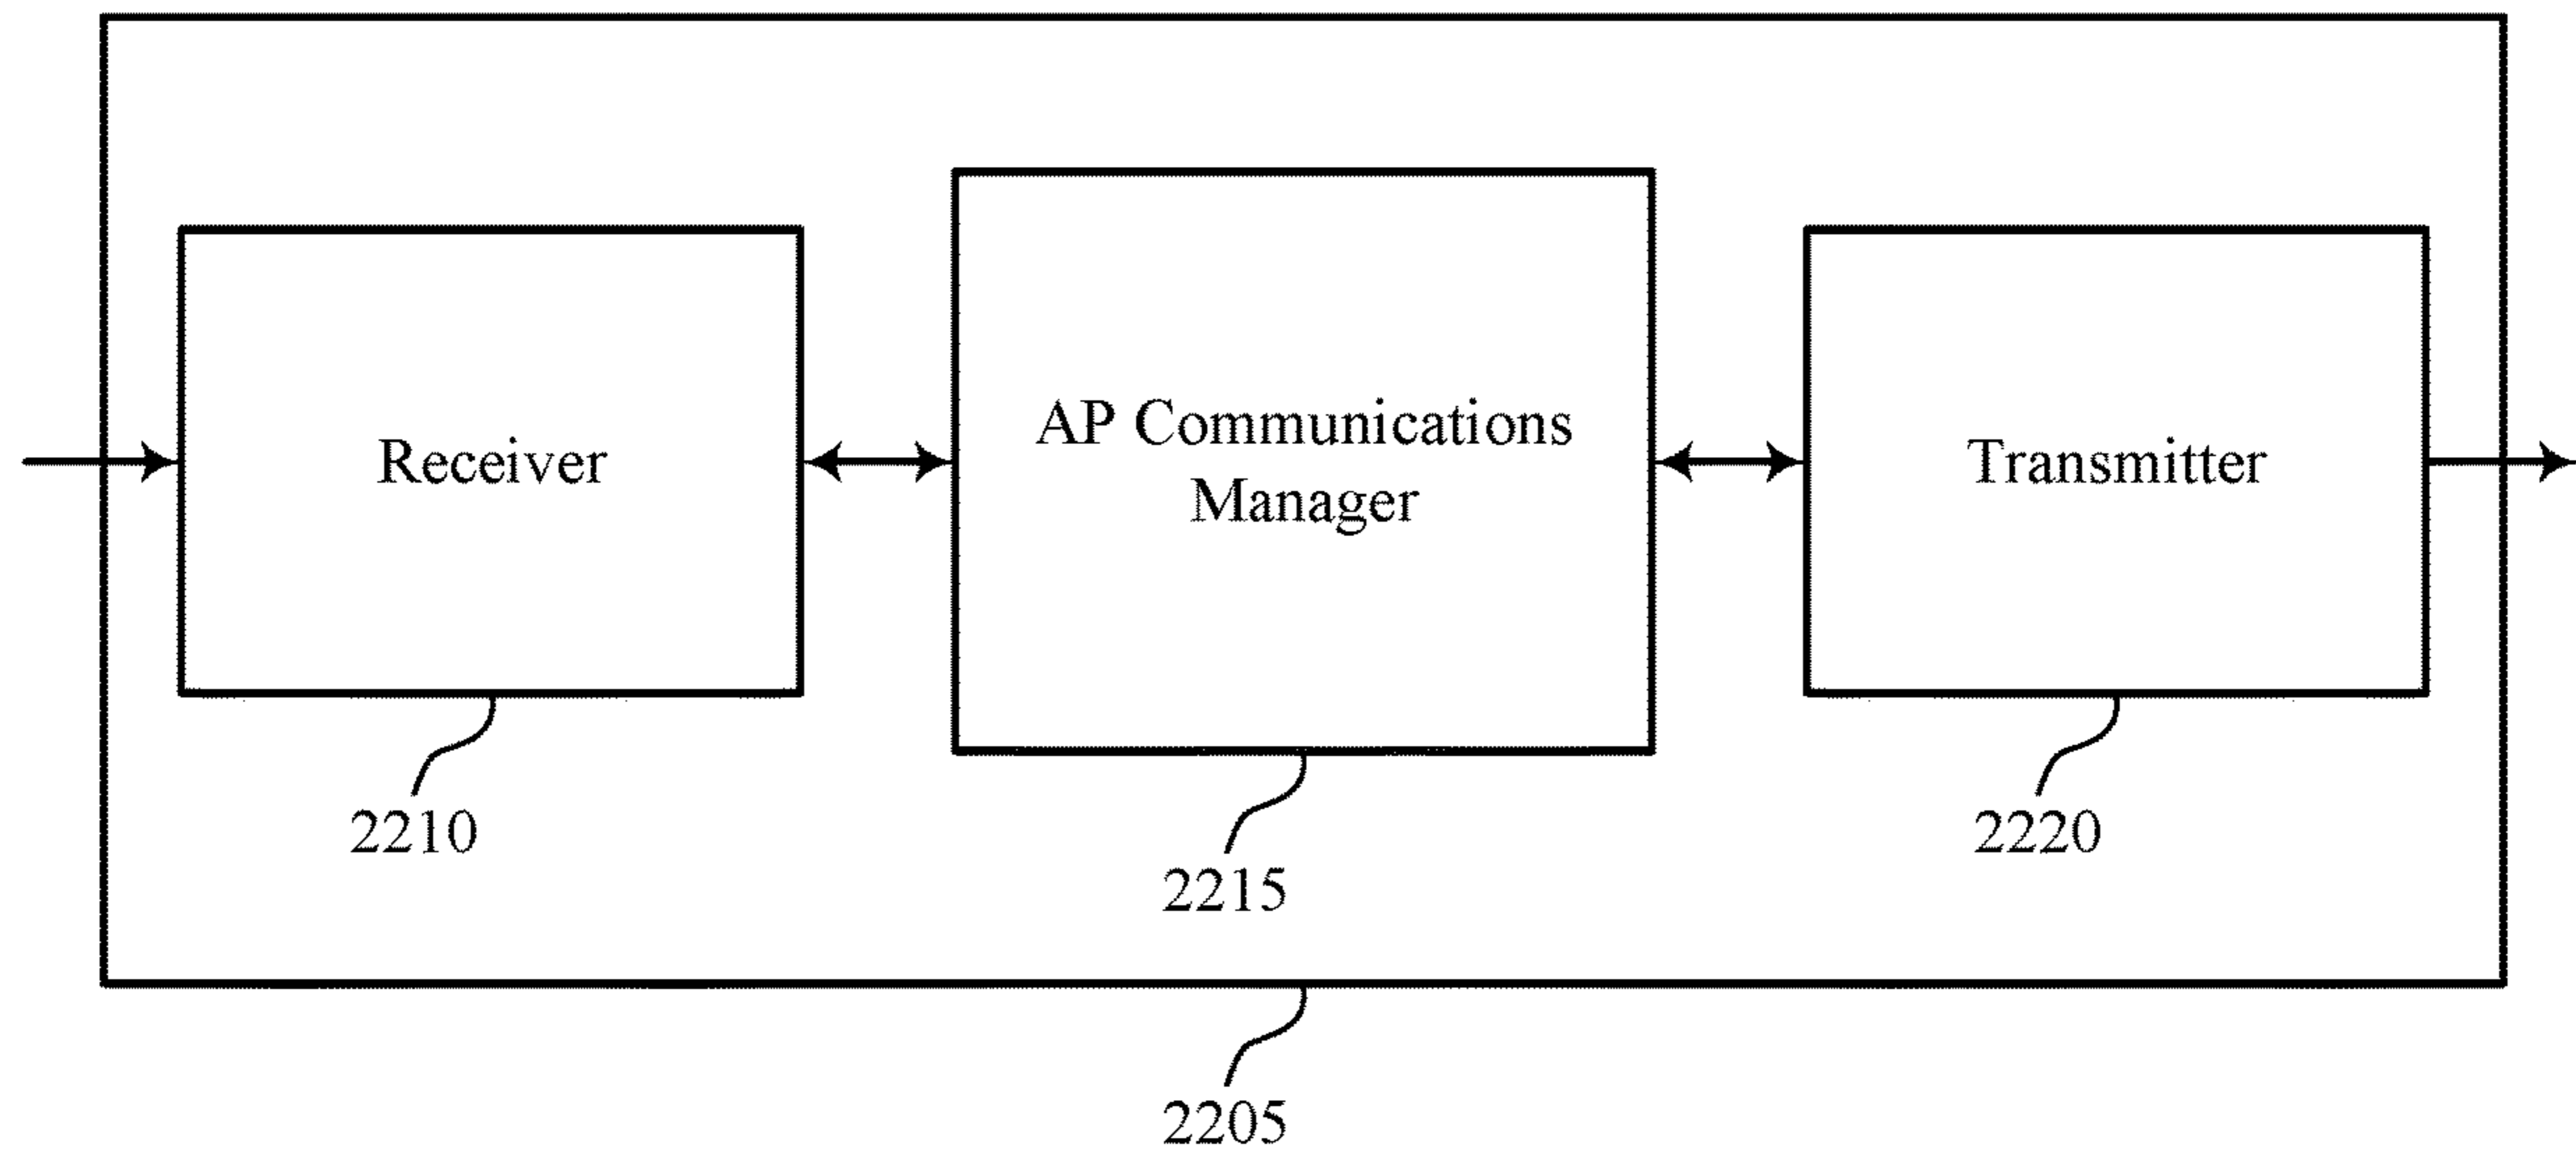 Receiver
AP Communications
Manager
Transmitter
2210
2215
2220
2205